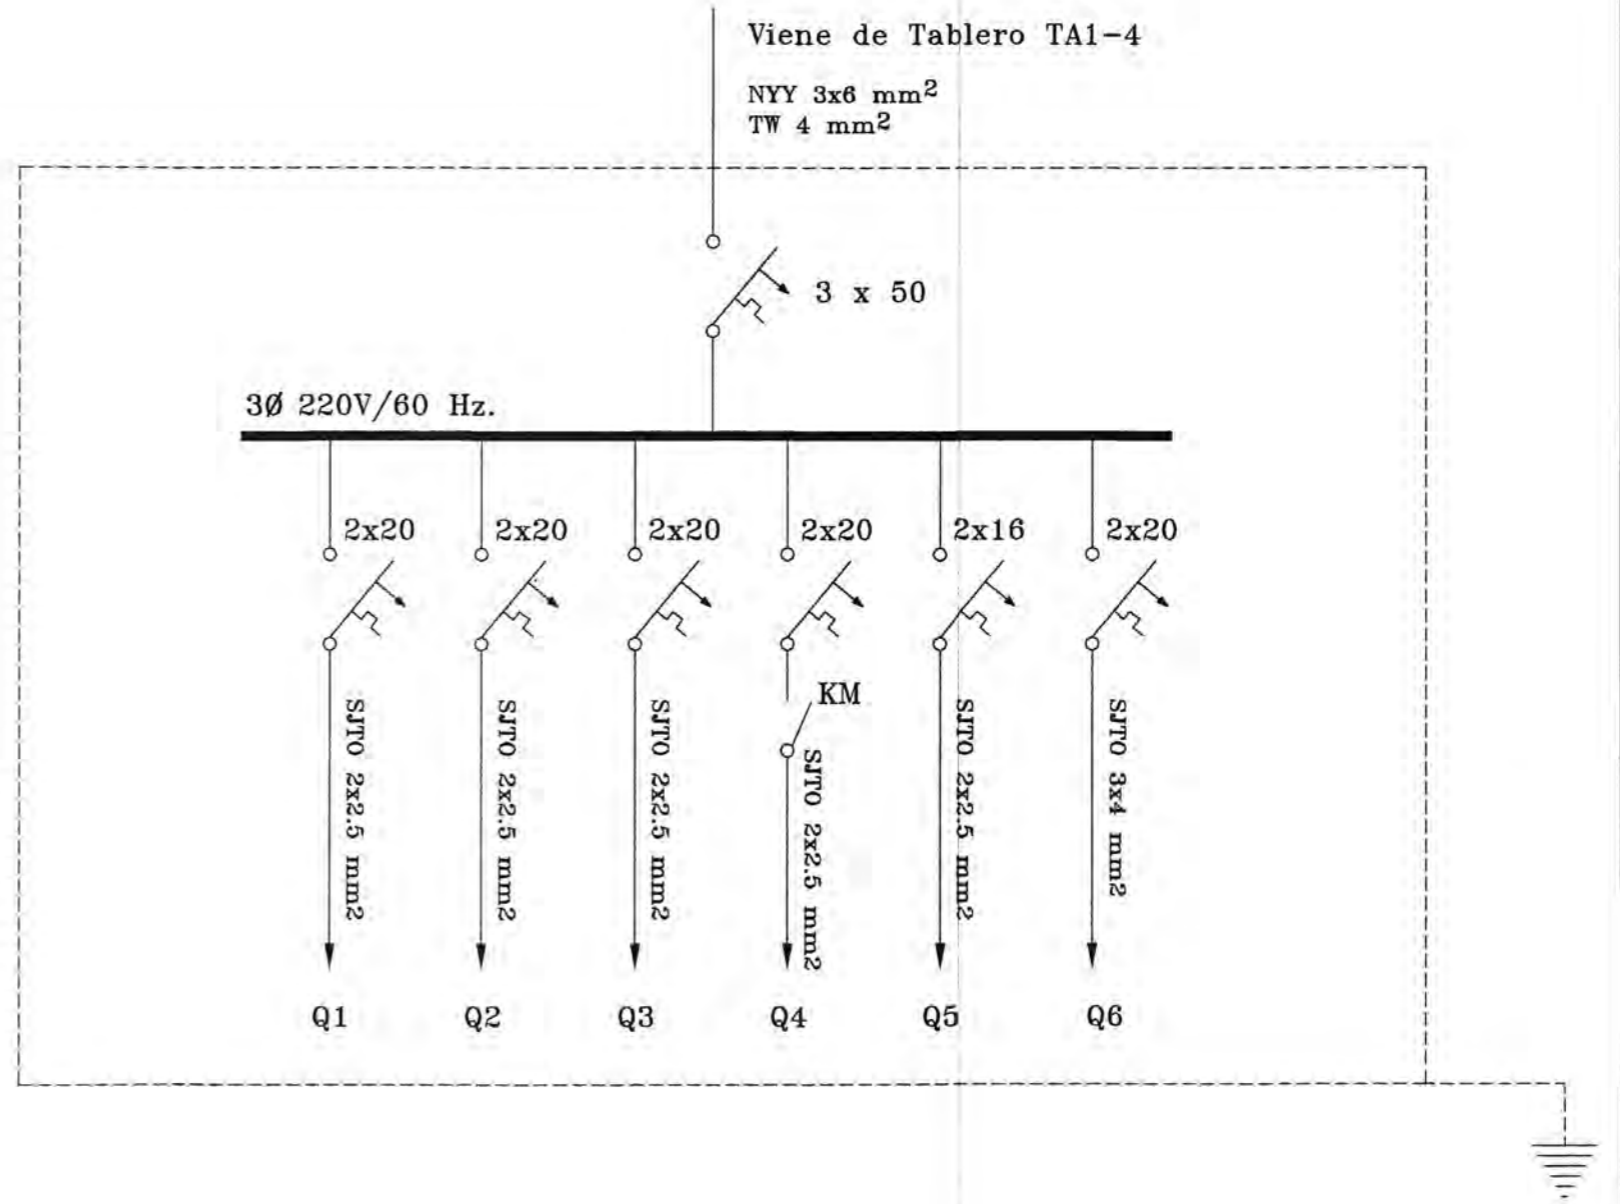 Viene de Tablero TA1-4
NYY 3x6 mm²
TW 4 mm²
3 x 50
3Ø 220V/60 Hz.
2x20
2x20
2x20
2x20
2x16
2x20
KM
SJTO 2x2.5 mm2
SJTO 2x2.5 mm2
SJTO 2x2.5 mm2
SJTO 2x2.5 mm2
SJTO 2x2.5 mm2
SJTO 3x4 mm2
Q1
Q2
Q3
Q4
Q5
Q6